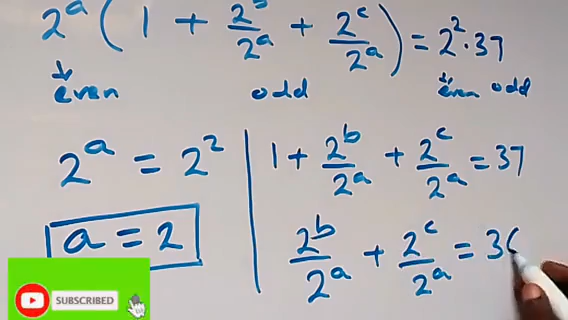 2^a ( 1 + 2^b/2^a + 2^c/2^a ) = 2^2 · 37
↓ even odd ↓ even odd
2^a = 2^2
a = 2
1 + 2^b/2^a + 2^c/2^a = 37
2^b/2^a + 2^c/2^a = 3
SUBSCRIBED